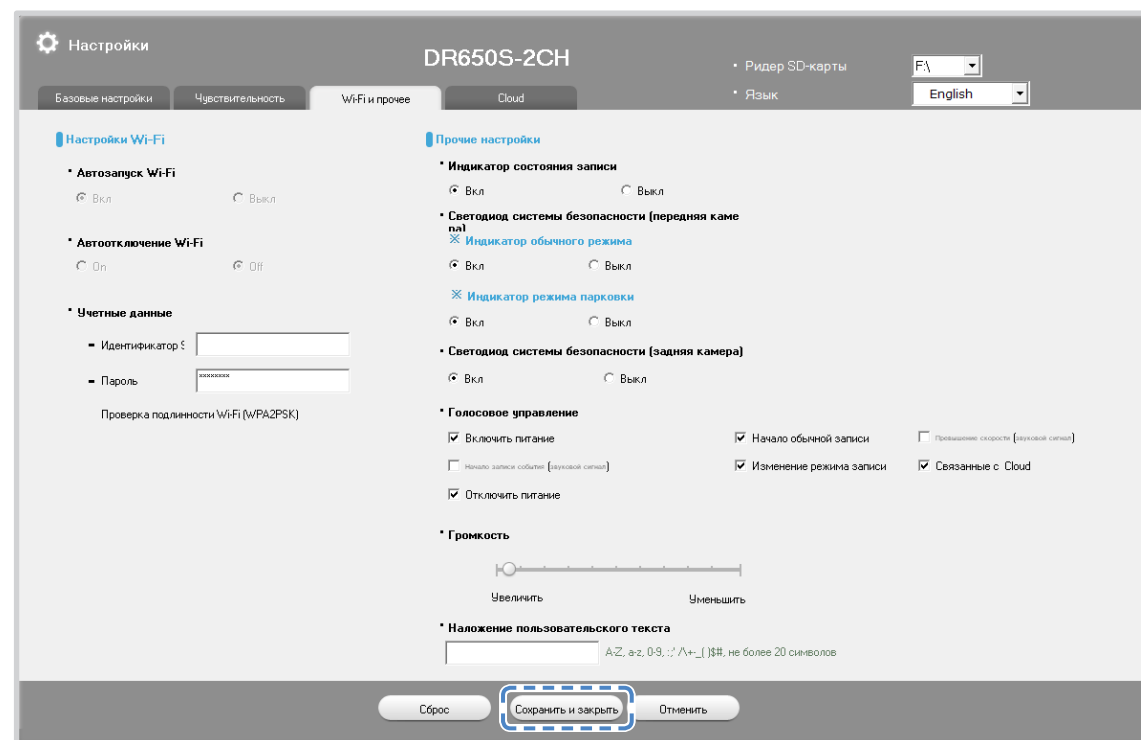 Настройки
DR650S-2CH
• Ридер SD-карты
F:\
• Язык
English
Базовые настройки
Чувствительность
Wi-Fi и прочее
Cloud
Настройки Wi-Fi
Автозапуск Wi-Fi
Вкл
Выкл
Автоотключение Wi-Fi
On
Off
Учетные данные
Идентификатор S
Пароль
xxxxxxxx
Проверка подлинности Wi-Fi (WPA2PSK)
Прочие настройки
Индикатор состояния записи
Вкл
Выкл
Светодиод системы безопасности (передняя каме
ра)
※ Индикатор обычного режима
Вкл
Выкл
※ Индикатор режима парковки
Вкл
Выкл
Светодиод системы безопасности (задняя камера)
Вкл
Выкл
Голосовое управление
Включить питание
Начало обычной записи
Превышение скорости (звуковой сигнал)
Начало записи события (звуковой сигнал)
Изменение режима записи
Связанные с Cloud
Отключить питание
Громкость
Увеличить
Уменьшить
Наложение пользовательского текста
A-Z, a-z, 0-9, :;' /\+-_( )$#, не более 20 символов
Сброс
Сохранить и закрыть
Отменить